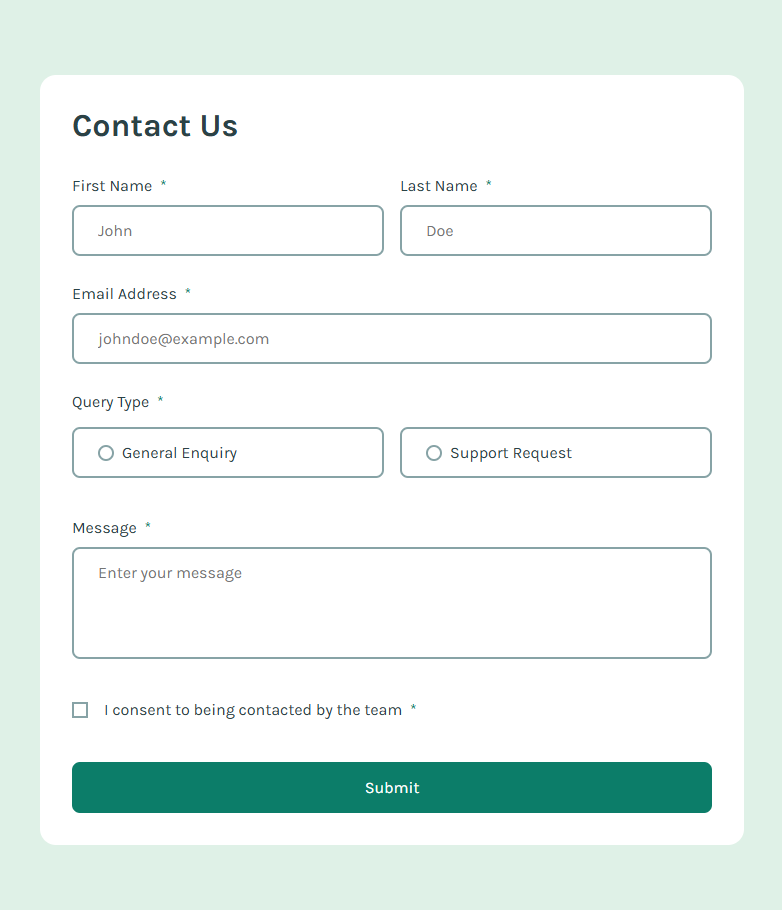 Contact Us
First Name *
Last Name *
John
Doe
Email Address *
johndoe@example.com
Query Type *
General Enquiry
Support Request
Message *
Enter your message
I consent to being contacted by the team *
Submit